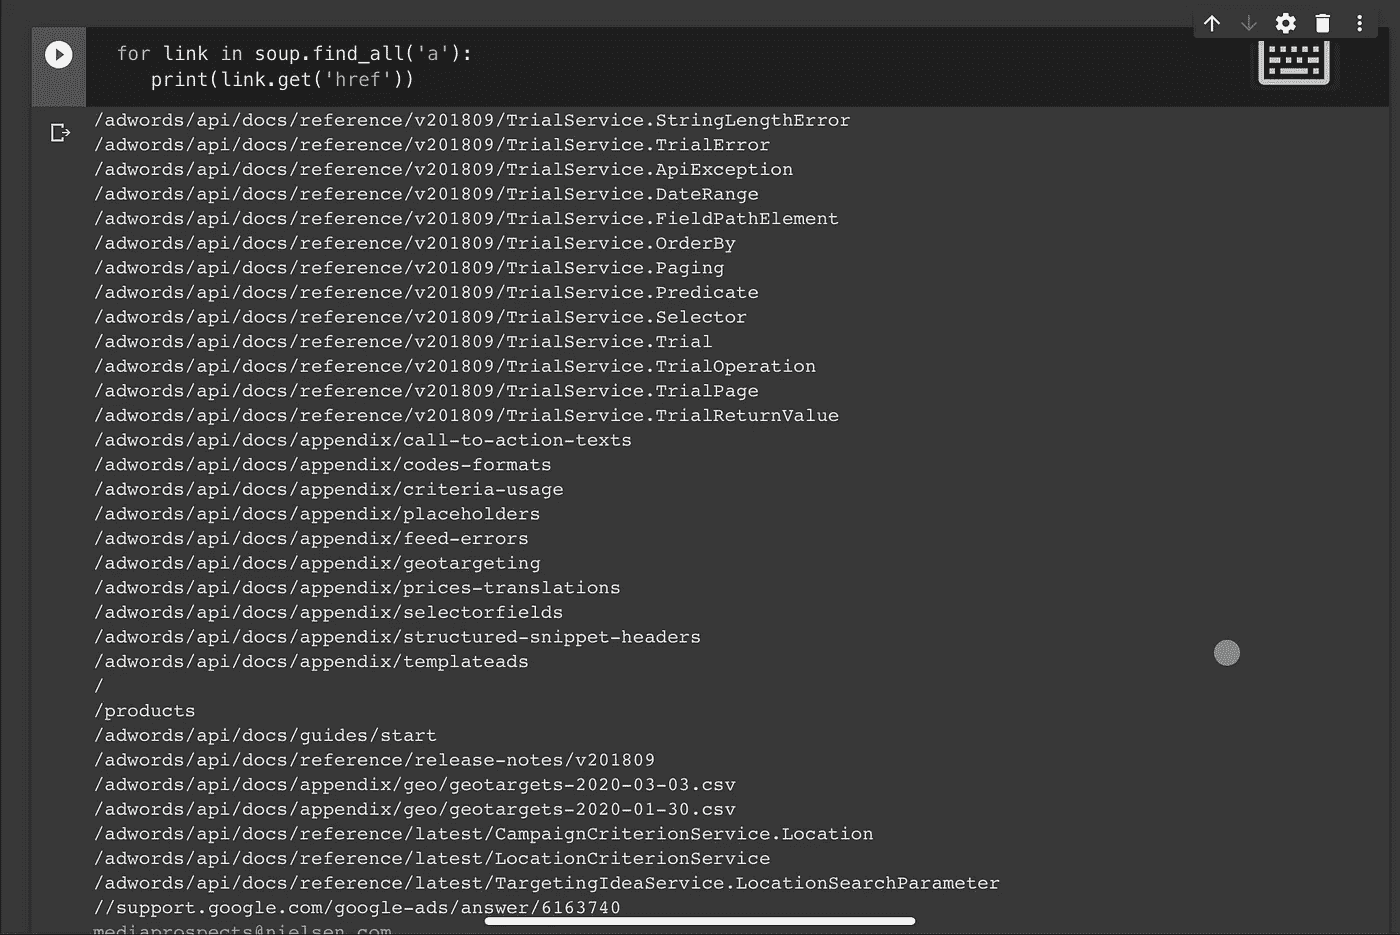 for link in soup.find_all('a'):
print(link.get('href'))
/adwords/api/docs/reference/v201809/TrialService.StringLengthError
/adwords/api/docs/reference/v201809/TrialService.TrialError
/adwords/api/docs/reference/v201809/TrialService.ApiException
/adwords/api/docs/reference/v201809/TrialService.DateRange
/adwords/api/docs/reference/v201809/TrialService.FieldPathElement
/adwords/api/docs/reference/v201809/TrialService.OrderBy
/adwords/api/docs/reference/v201809/TrialService.Paging
/adwords/api/docs/reference/v201809/TrialService.Predicate
/adwords/api/docs/reference/v201809/TrialService.Selector
/adwords/api/docs/reference/v201809/TrialService.Trial
/adwords/api/docs/reference/v201809/TrialService.TrialOperation
/adwords/api/docs/reference/v201809/TrialService.TrialPage
/adwords/api/docs/reference/v201809/TrialService.TrialReturnValue
/adwords/api/docs/appendix/call-to-action-texts
/adwords/api/docs/appendix/codes-formats
/adwords/api/docs/appendix/criteria-usage
/adwords/api/docs/appendix/placeholders
/adwords/api/docs/appendix/feed-errors
/adwords/api/docs/appendix/geotargeting
/adwords/api/docs/appendix/prices-translations
/adwords/api/docs/appendix/selectorfields
/adwords/api/docs/appendix/structured-snippet-headers
/adwords/api/docs/appendix/templateads
/
/products
/adwords/api/docs/guides/start
/adwords/api/docs/reference/release-notes/v201809
/adwords/api/docs/appendix/geo/geotargets-2020-03-03.csv
/adwords/api/docs/appendix/geo/geotargets-2020-01-30.csv
/adwords/api/docs/reference/latest/CampaignCriterionService.Location
/adwords/api/docs/reference/latest/LocationCriterionService
/adwords/api/docs/reference/latest/TargetingIdeaService.LocationSearchParameter
//support.google.com/google-ads/answer/6163740
mediaprospects@nielsen.com